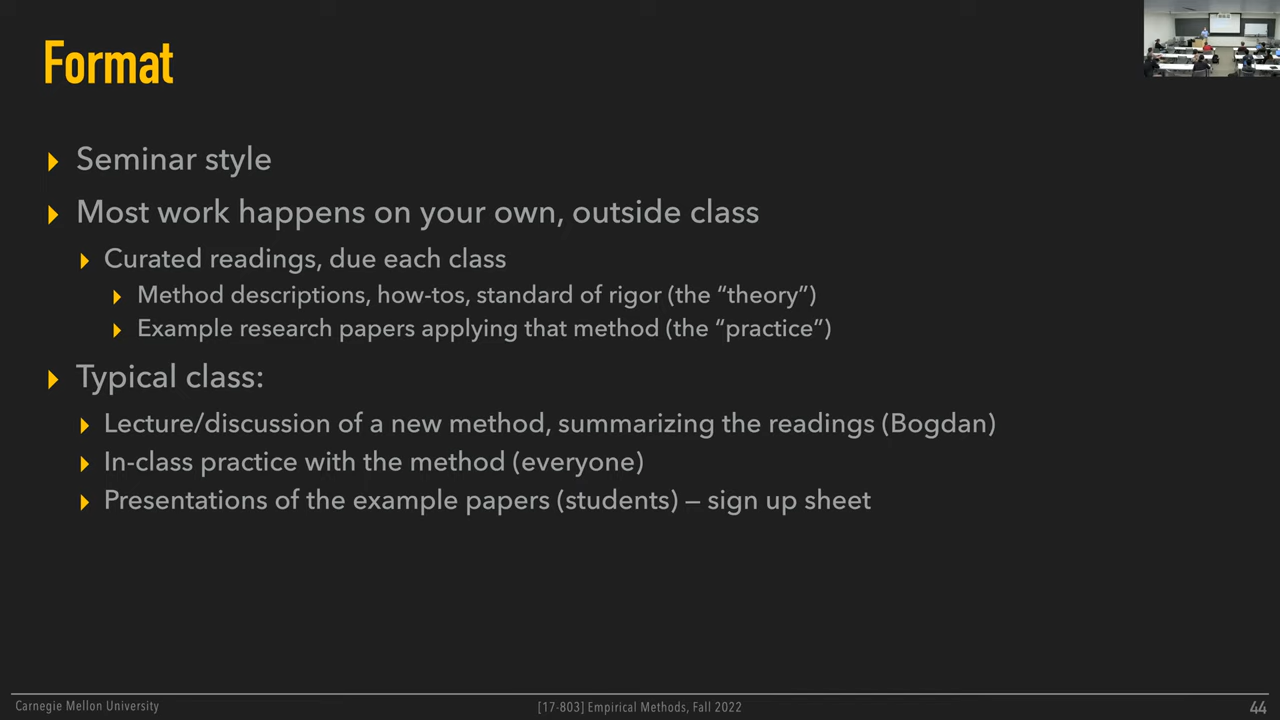 Format
Seminar style
Most work happens on your own, outside class
Curated readings, due each class
Method descriptions, how-tos, standard of rigor (the “theory”)
Example research papers applying that method (the “practice”)
Typical class:
Lecture/discussion of a new method, summarizing the readings (Bogdan)
In-class practice with the method (everyone)
Presentations of the example papers (students) – sign up sheet
Carnegie Mellon University
[17-803] Empirical Methods, Fall 2022
44